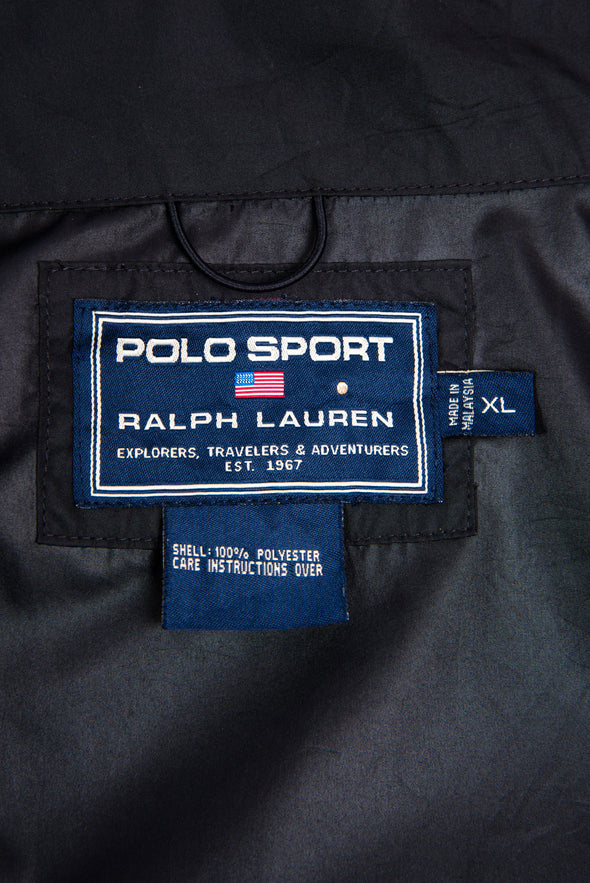 POLO SPORT
RALPH LAUREN
EXPLORERS, TRAVELERS & ADVENTURERS
EST. 1967
MADE IN
MALAYSIA
XL
SHELL: 100% POLYESTER
CARE INSTRUCTIONS OVER